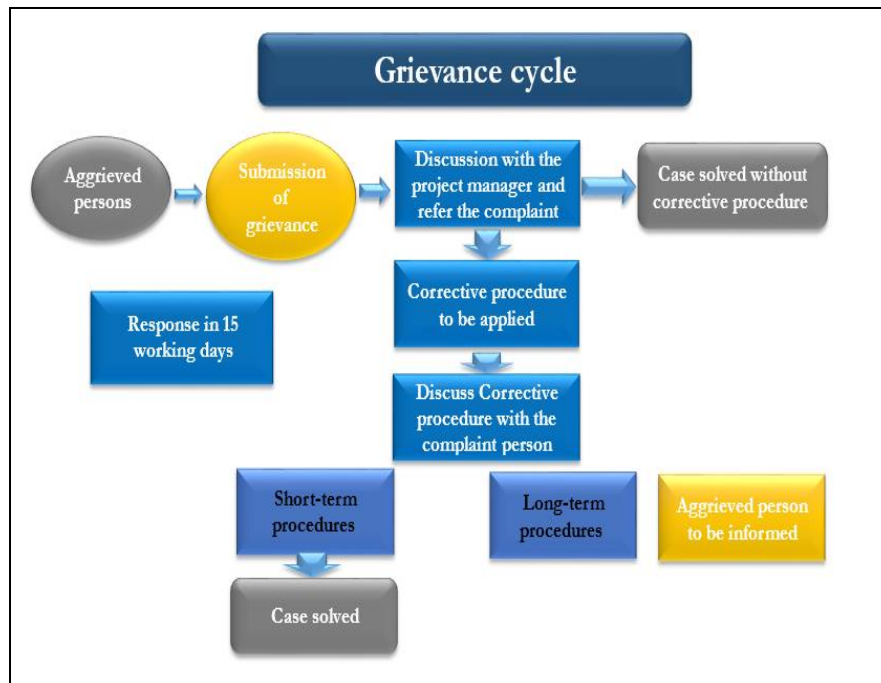 Grievance cycle
Aggrieved
persons
Submission
of
grievance
Discussion with the
project manager and
refer the complaint
Case solved without
corrective procedure
Corrective procedure
to be applied
Response in 15
working days
Discuss Corrective
procedure with the
complaint person
Short-term
procedures
Long-term
procedures
Aggrieved person
to be informed
Case solved